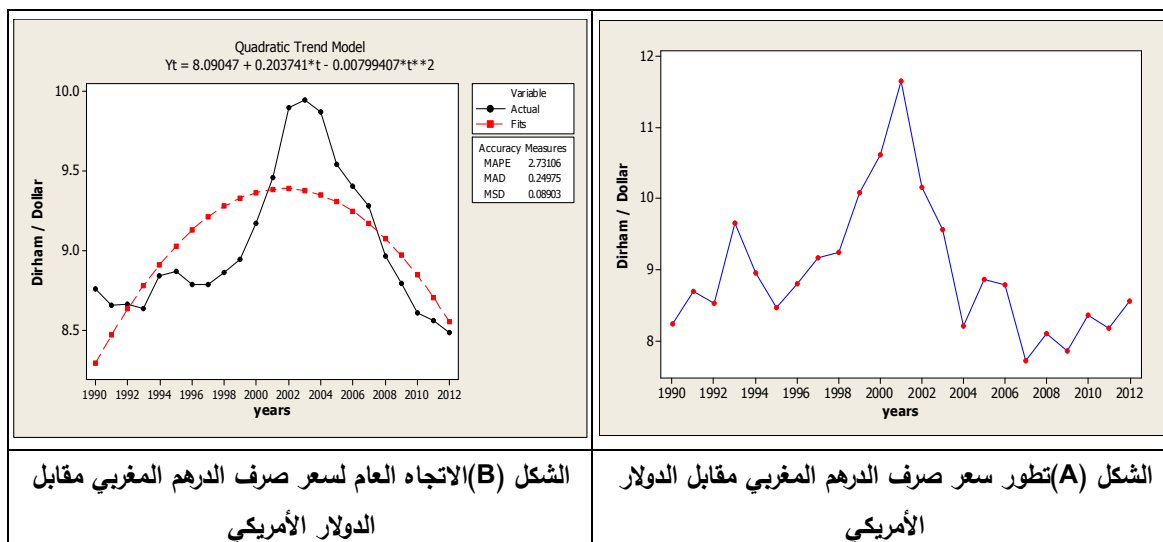 Quadratic Trend Model
Yt = 8.09047 + 0.203741*t - 0.00799407*t**2
10.0
9.5
9.0
8.5
Dirham / Dollar
1990 1992 1994 1996 1998 2000 2002 2004 2006 2008 2010 2012
years
Variable
Actual
Fits
Accuracy Measures
MAPE 2.73106
MAD 0.24975
MSD 0.08903
12
11
10
9
8
Dirham / Dollar
1990 1992 1994 1996 1998 2000 2002 2004 2006 2008 2010 2012
years
الشكل (A)تطور سعر صرف الدرهم المغربي مقابل الدولار
الأمريكي
الشكل (B)الاتجاه العام لسعر صرف الدرهم المغربي مقابل
الدولار الأمريكي